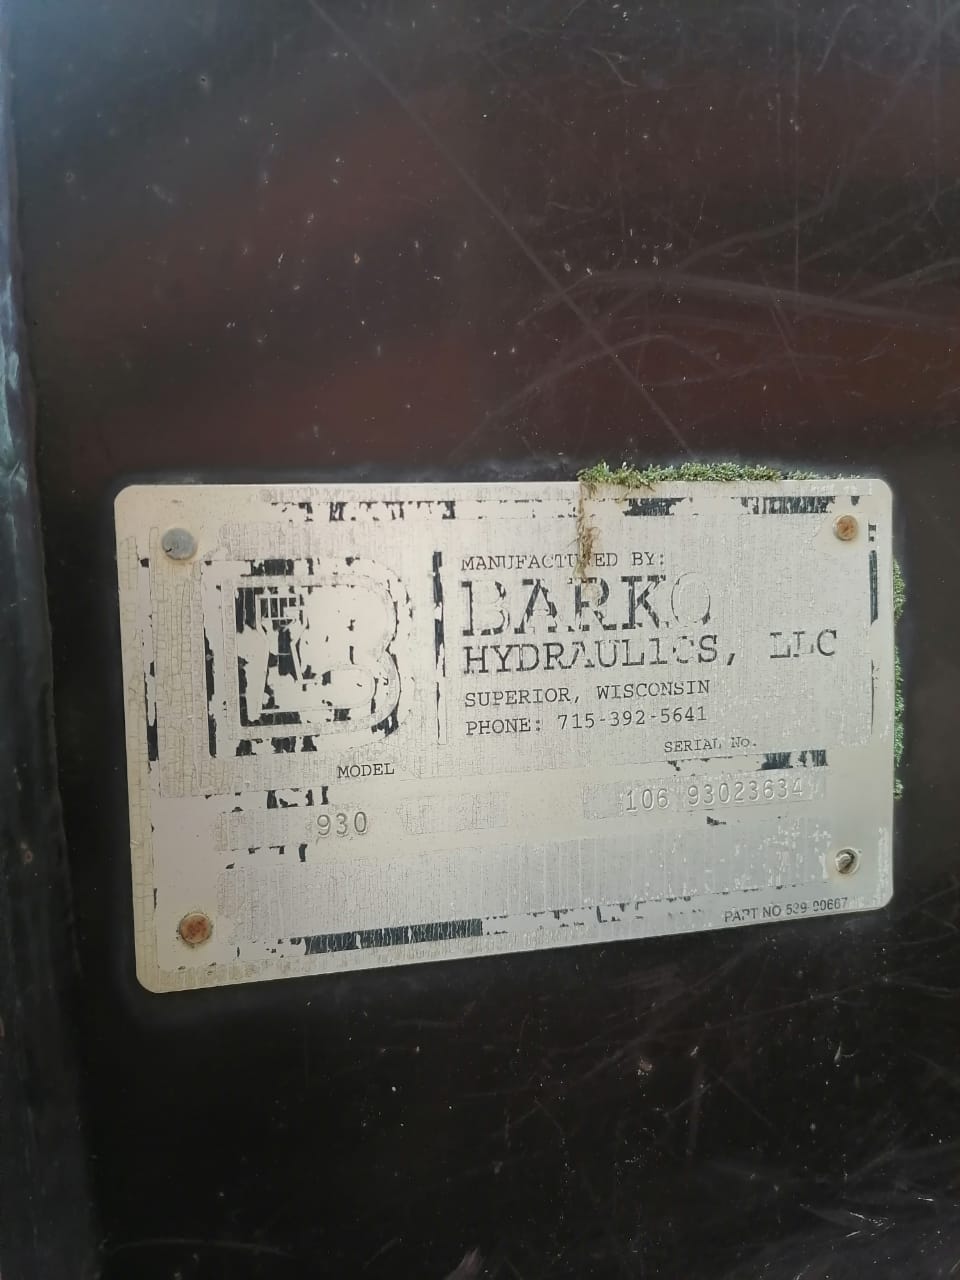 MANUFACTURED BY:
BARKO
HYDRAULICS, LLC
SUPERIOR, WISCONSIN
PHONE: 715-392-5641
MODEL
SERIAL No.
930
106 93023634
PART NO 539-00667